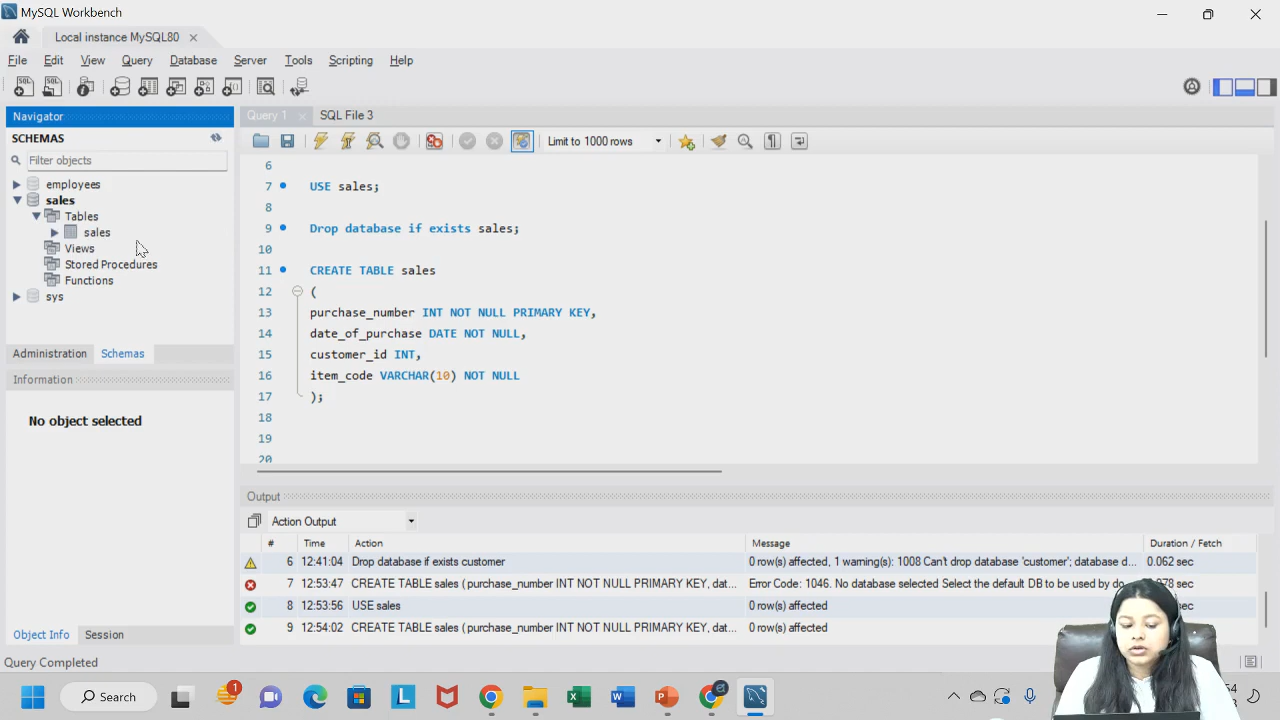 MySQL Workbench
Local instance MySQL80
File Edit View Query Database Server Tools Scripting Help
Navigator
SCHEMAS
Filter objects
employees
sales
Tables
sales
Views
Stored Procedures
Functions
sys
Administration Schemas
Information
No object selected
Object Info Session
Query 1 SQL File 3
Limit to 1000 rows
6
7 USE sales;
8
9 Drop database if exists sales;
10
11 CREATE TABLE sales
12 (
13 purchase_number INT NOT NULL PRIMARY KEY,
14 date_of_purchase DATE NOT NULL,
15 customer_id INT,
16 item_code VARCHAR(10) NOT NULL
17 );
18
19
20
Output
Action Output
# Time Action Message Duration / Fetch
6 12:41:04 Drop database if exists customer 0 row(s) affected, 1 warning(s): 1008 Can't drop database 'customer'; database d... 0.062 sec
7 12:53:47 CREATE TABLE sales ( purchase_number INT NOT NULL PRIMARY KEY, dat... Error Code: 1046. No database selected Select the default DB to be used by do 078 sec
8 12:53:56 USE sales 0 row(s) affected sec
9 12:54:02 CREATE TABLE sales ( purchase_number INT NOT NULL PRIMARY KEY, dat... 0 row(s) affected
Query Completed
1
Search